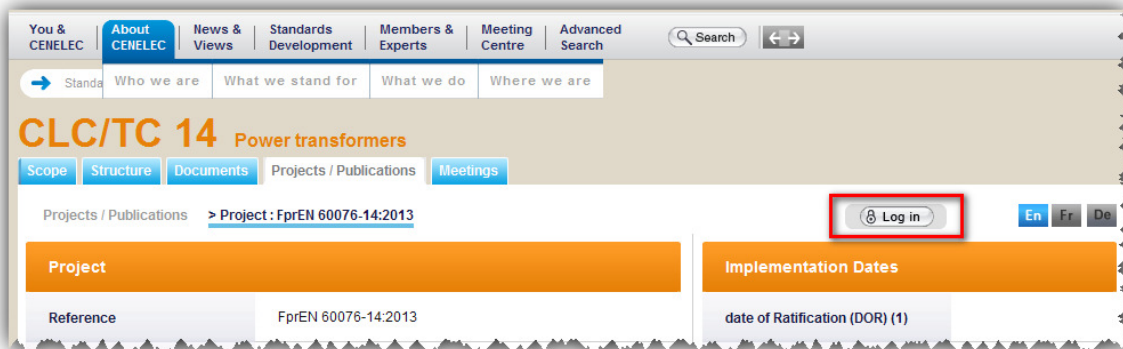 You & CENELEC
About CENELEC
News & Views
Standards Development
Members & Experts
Meeting Centre
Advanced Search
Search
Standa
Who we are
What we stand for
What we do
Where we are
CLC/TC 14 Power transformers
Scope
Structure
Documents
Projects / Publications
Meetings
Projects / Publications > Project : FprEN 60076-14:2013
Log in
En Fr De
Project
Implementation Dates
Reference FprEN 60076-14:2013
date of Ratification (DOR) (1)